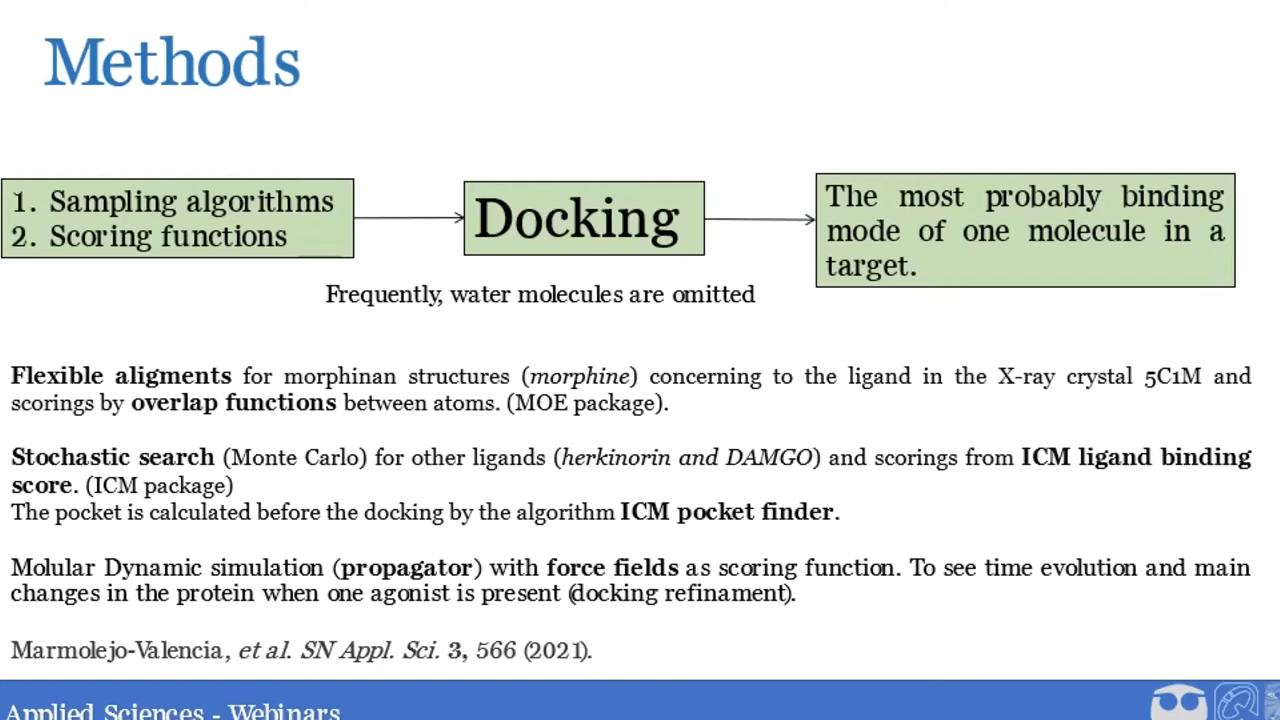 Methods
1. Sampling algorithms
2. Scoring functions
Docking
The most probably binding
mode of one molecule in a
target.
Frequently, water molecules are omitted
Flexible aligments for morphinan structures (morphine) concerning to the ligand in the X-ray crystal 5C1M and
scorings by overlap functions between atoms. (MOE package).
Stochastic search (Monte Carlo) for other ligands (herkinorin and DAMGO) and scorings from ICM ligand binding
score. (ICM package)
The pocket is calculated before the docking by the algorithm ICM pocket finder.
Molular Dynamic simulation (propagator) with force fields as scoring function. To see time evolution and main
changes in the protein when one agonist is present (docking refinament).
Marmolejo-Valencia, et al. SN Appl. Sci. 3, 566 (2021).
Applied Sciences - Webinars